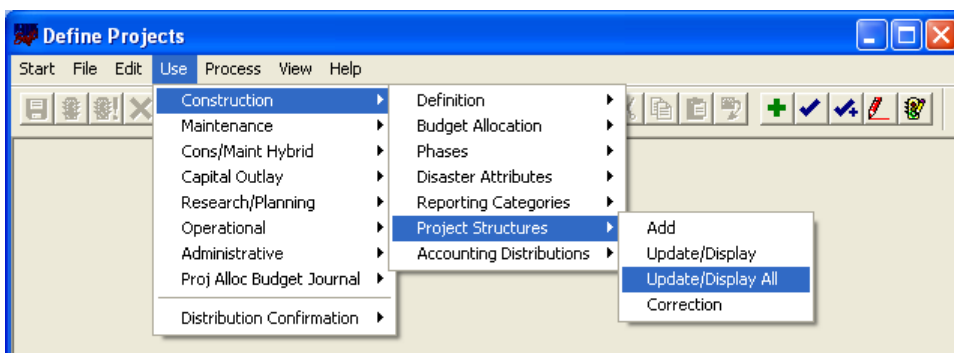 Define Projects
Start File Edit Use Process View Help
Construction
Maintenance
Cons/Maint Hybrid
Capital Outlay
Research/Planning
Operational
Administrative
Proj Alloc Budget Journal
Distribution Confirmation
Definition
Budget Allocation
Phases
Disaster Attributes
Reporting Categories
Project Structures
Accounting Distributions
Add
Update/Display
Update/Display All
Correction